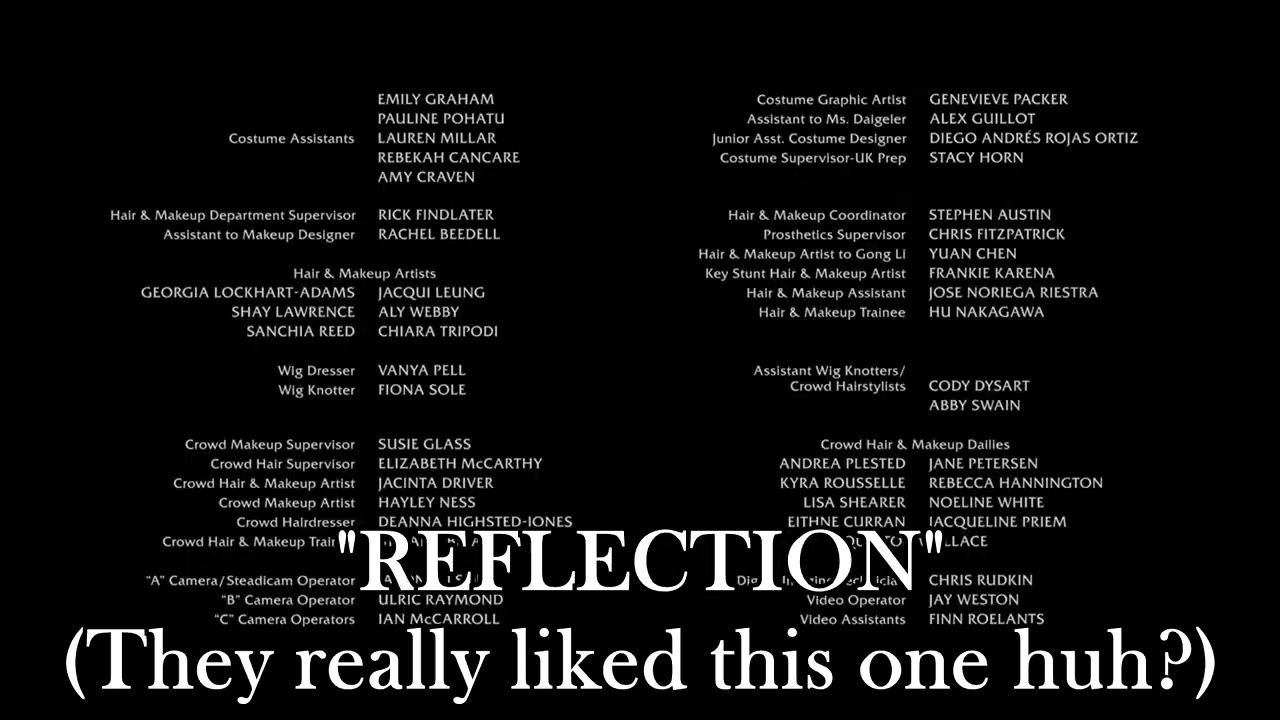 EMILY GRAHAM
PAULINE POHATU
Costume Assistants LAUREN MILLAR
REBEKAH CANCARE
AMY CRAVEN
Hair & Makeup Department Supervisor RICK FINDLATER
Assistant to Makeup Designer RACHEL BEEDELL
Hair & Makeup Artists
GEORGIA LOCKHART-ADAMS JACQUI LEUNG
SHAY LAWRENCE ALY WEBBY
SANCHIA REED CHIARA TRIPODI
Wig Dresser VANYA PELL
Wig Knotter FIONA SOLE
Crowd Makeup Supervisor SUSIE GLASS
Crowd Hair Supervisor ELIZABETH McCARTHY
Crowd Hair & Makeup Artist JACINTA DRIVER
Crowd Makeup Artist HAYLEY NESS
Crowd Hairdresser DEANNA HIGHSTED-JONES
Crowd Hair & Makeup
"A" Camera/Steadicam Operator
"B" Camera Operator ULRIC RAYMOND
"C" Camera Operators IAN McCARROLL
Costume Graphic Artist GENEVIEVE PACKER
Assistant to Ms. Daigeler ALEX GUILLOT
Junior Asst. Costume Designer DIEGO ANDRÉS ROJAS ORTIZ
Costume Supervisor-UK Prep STACY HORN
Hair & Makeup Coordinator STEPHEN AUSTIN
Prosthetics Supervisor CHRIS FITZPATRICK
Hair & Makeup Artist to Gong Li YUAN CHEN
Key Stunt Hair & Makeup Artist FRANKIE KARENA
Hair & Makeup Assistant JOSE NORIEGA RIESTRA
Hair & Makeup Trainee HU NAKAGAWA
Assistant Wig Knotters/
Crowd Hairstylists CODY DYSART
ABBY SWAIN
Crowd Hair & Makeup Dailies
ANDREA PLESTED JANE PETERSEN
KYRA ROUSSELLE REBECCA HANNINGTON
LISA SHEARER NOELINE WHITE
EITHNE CURRAN JACQUELINE PRIEM
CHRIS RUDKIN
Video Operator JAY WESTON
Video Assistants FINN ROELANTS
"REFLECTION"
(They really liked this one huh?)